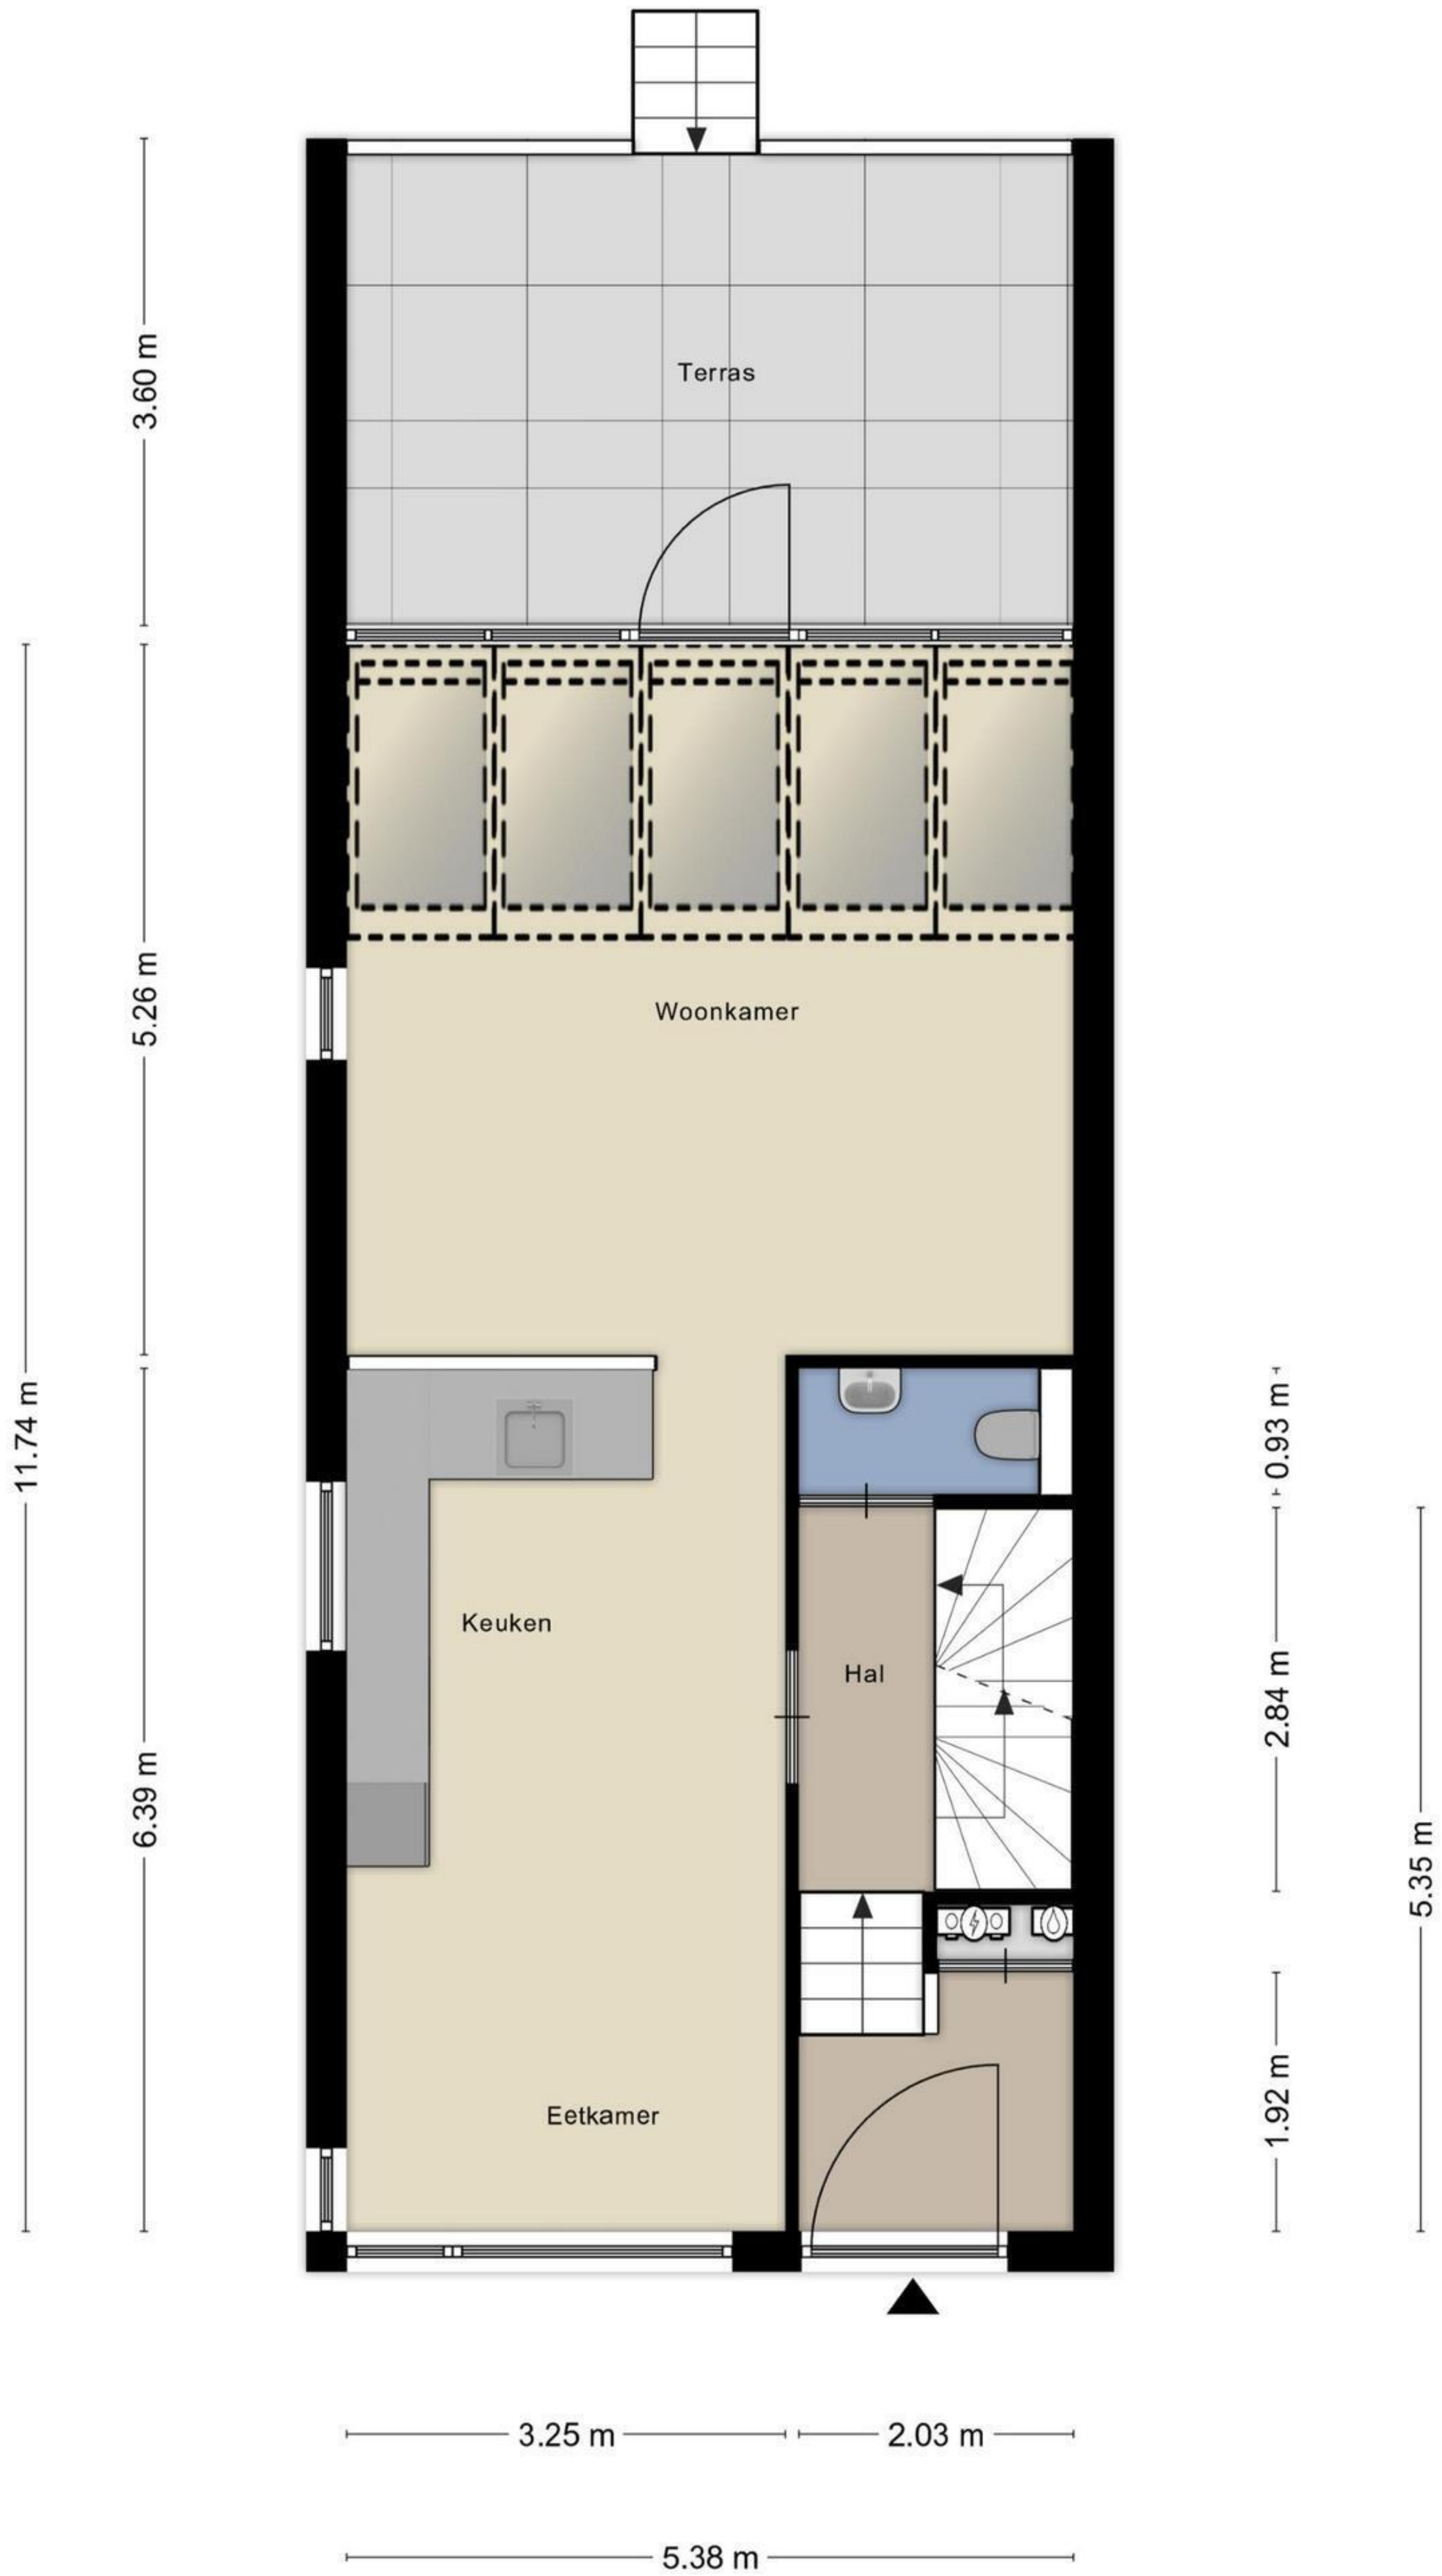 3.60 m
Terras
5.26 m
Woonkamer
11.74 m
0.93 m
Keuken
Hal
2.84 m
6.39 m
5.35 m
Eetkamer
1.92 m
3.25 m
2.03 m
5.38 m